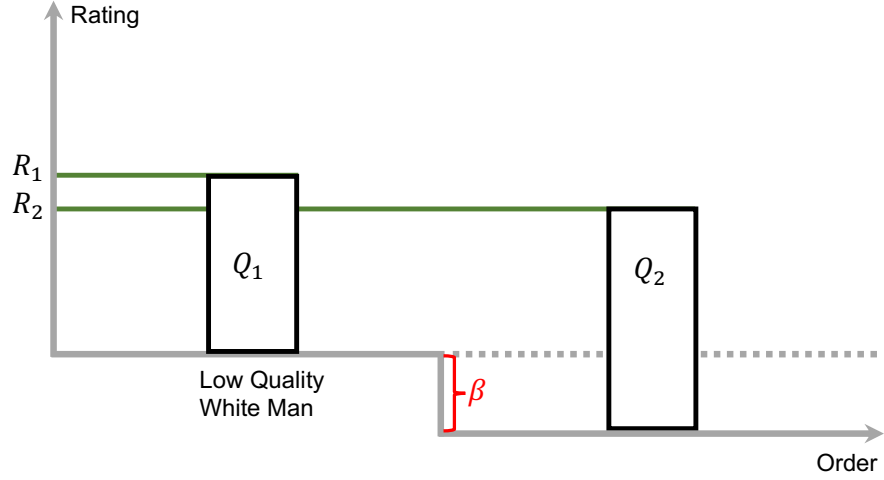 Rating
R₁
R₂
Q₁
Q₂
Low Quality
White Man
β
Order